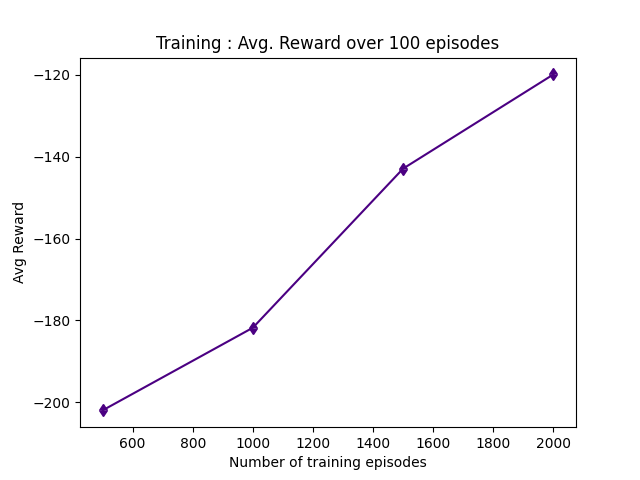 Training : Avg. Reward over 100 episodes
−120
−140
−160
−180
−200
Avg Reward
600 800 1000 1200 1400 1600 1800 2000
Number of training episodes